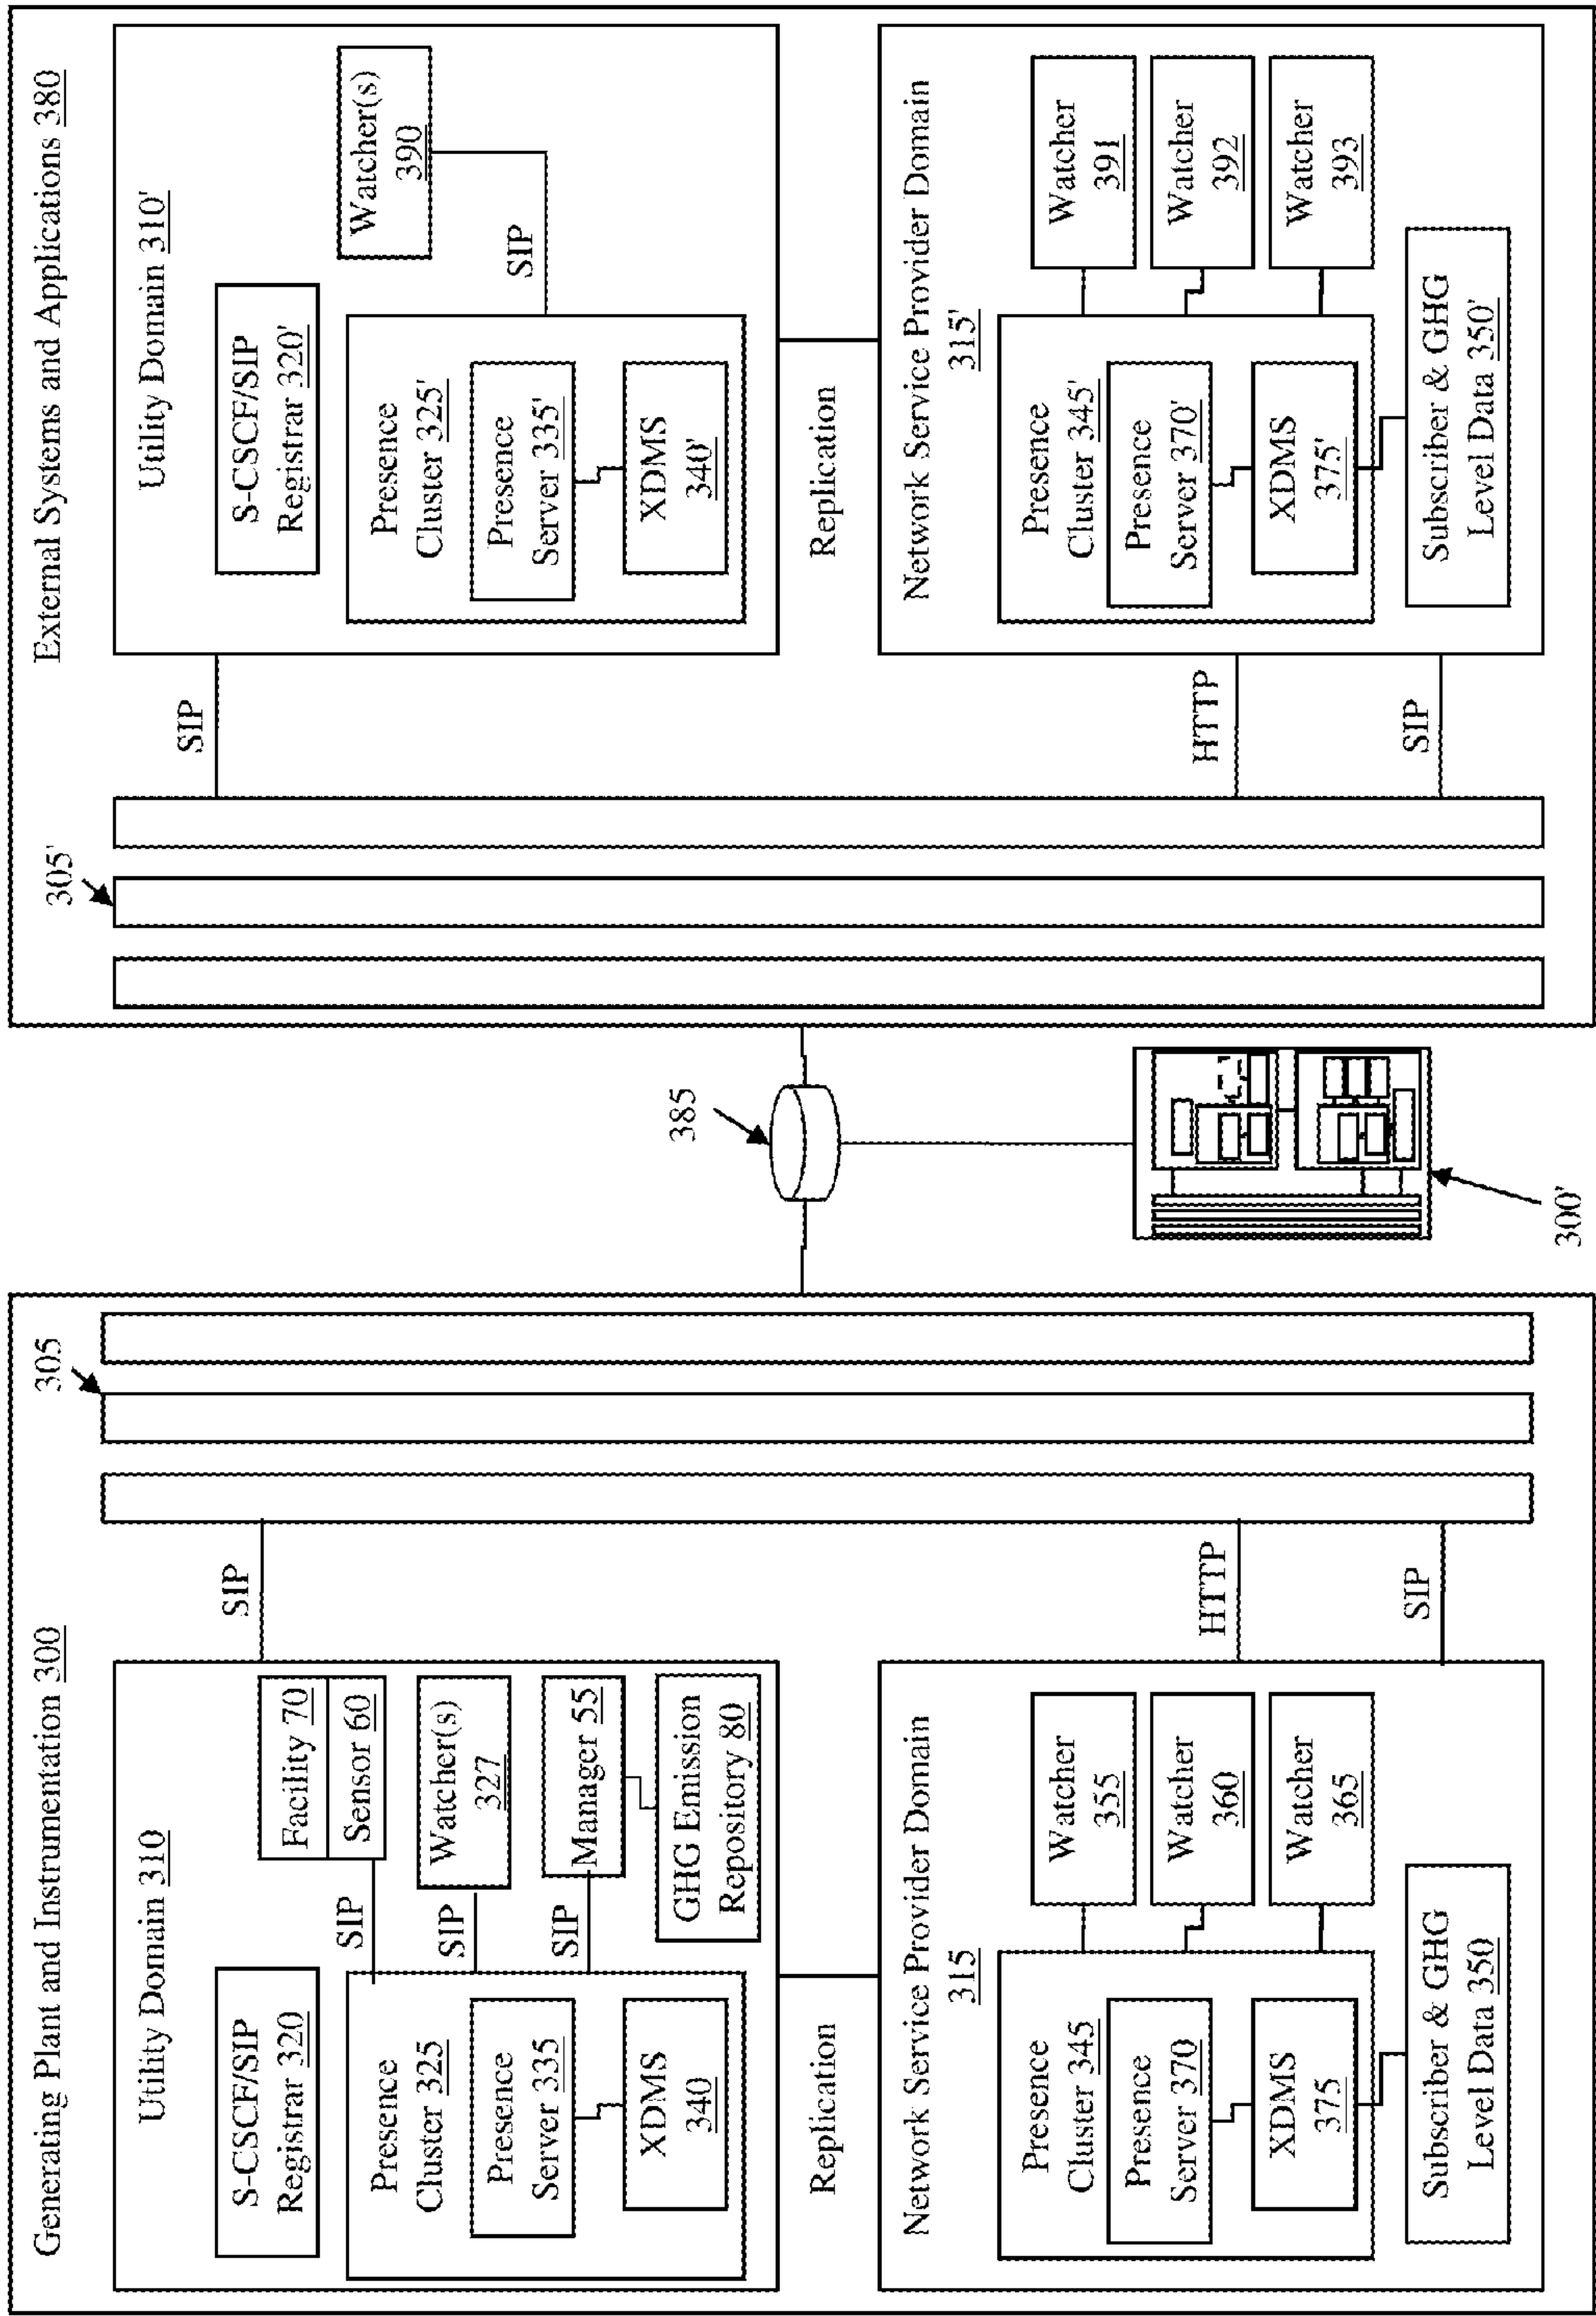 Generating Plant and Instrumentation 300
Utility Domain 310
S-CSCF/SIP
Registrar 320
Facility 70
Sensor 60
SIP
SIP
Watcher(s)
327
SIP
Manager 55
SIP
GHG Emission
Repository 80
Presence
Cluster 325
Presence
Server 335
XDMS
340
Replication
Network Service Provider Domain
315
Presence
Cluster 345
Presence
Server 370
XDMS
375
Watcher
355
Watcher
360
Watcher
365
Subscriber & GHG
Level Data 350
HTTP
SIP
305
385
300'
External Systems and Applications 380
305'
SIP
Utility Domain 310'
S-CSCF/SIP
Registrar 320'
Watcher(s)
390
SIP
Presence
Cluster 325'
Presence
Server 335'
XDMS
340'
Replication
Network Service Provider Domain
315'
HTTP
SIP
Presence
Cluster 345'
Presence
Server 370'
XDMS
375'
Watcher
391
Watcher
392
Watcher
393
Subscriber & GHG
Level Data 350'